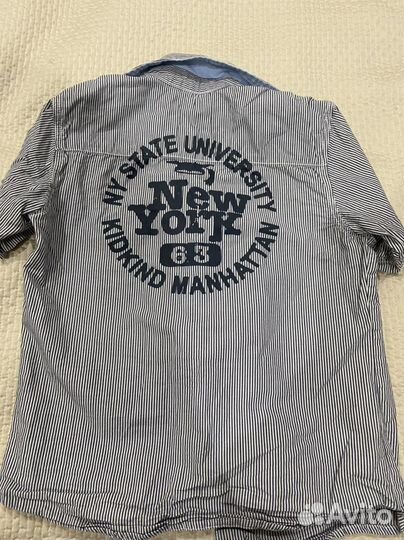 NY STATE UNIVERSITY
New
York
63
KIDKIND MANHATTAN
Avito